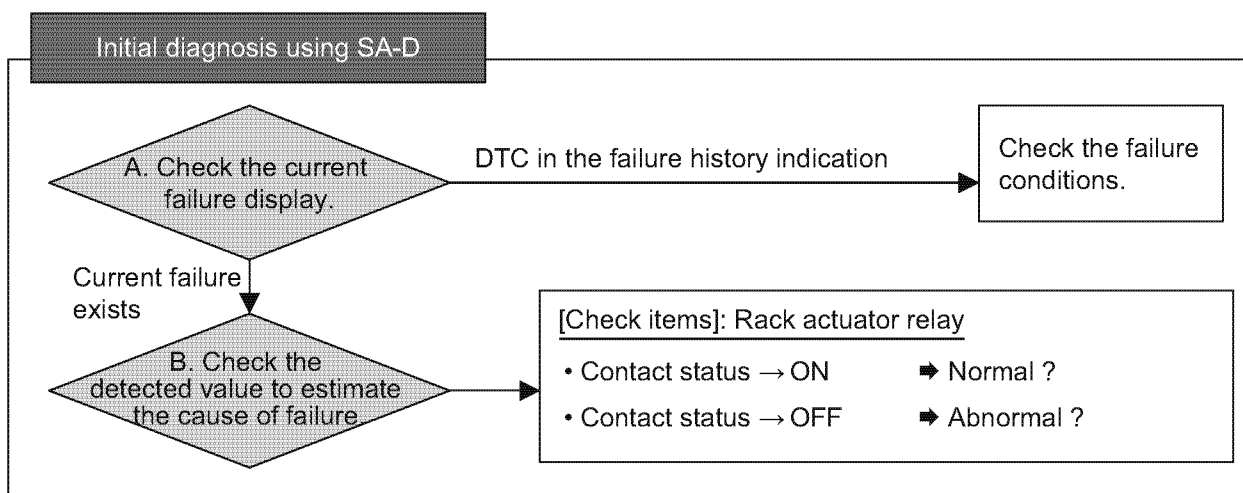 Initial diagnosis using SA-D
A. Check the current
failure display.
DTC in the failure history indication
Check the failure
conditions.
Current failure
exists
B. Check the
detected value to estimate
the cause of failure.
[Check items]: Rack actuator relay
• Contact status → ON ➡ Normal ?
• Contact status → OFF ➡ Abnormal ?